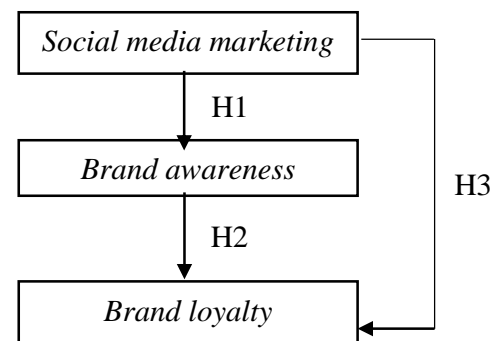 Social media marketing
H1
Brand awareness
H3
H2
Brand loyalty